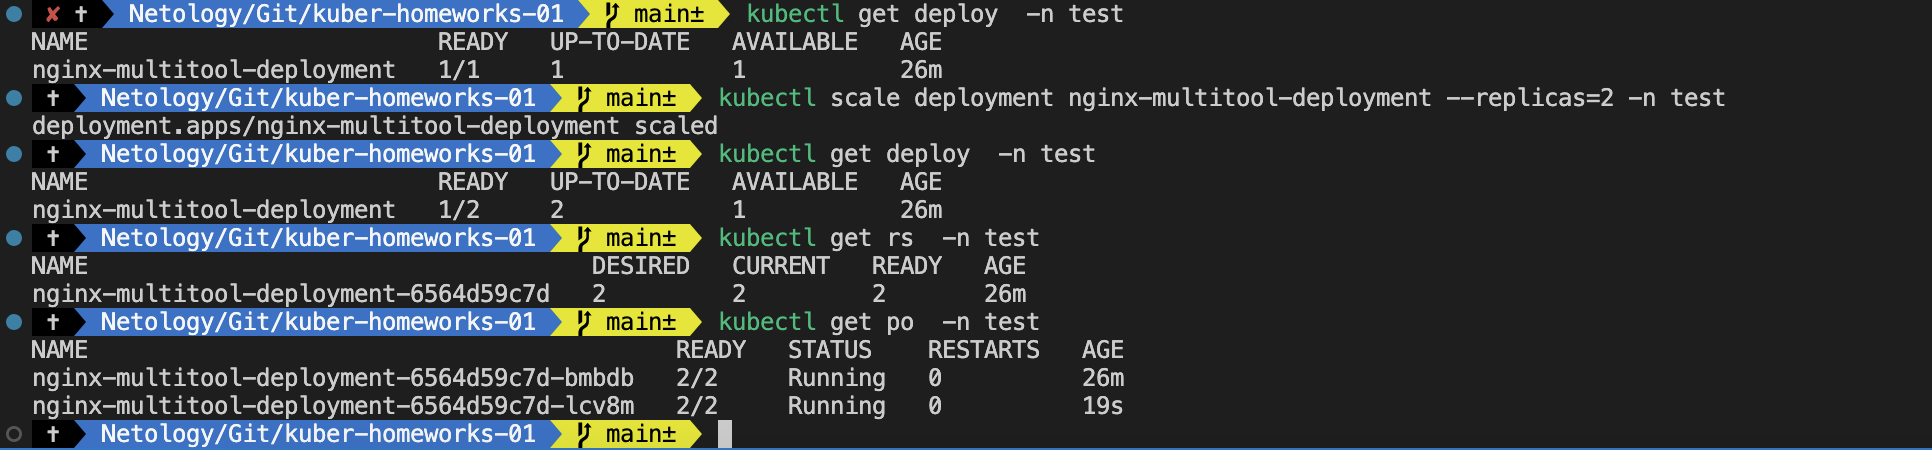 ✘ ✝ Netology/Git/kuber-homeworks-01 main± kubectl get deploy -n test
NAME READY UP-TO-DATE AVAILABLE AGE
nginx-multitool-deployment 1/1 1 1 26m
✝ Netology/Git/kuber-homeworks-01 main± kubectl scale deployment nginx-multitool-deployment --replicas=2 -n test
deployment.apps/nginx-multitool-deployment scaled
✝ Netology/Git/kuber-homeworks-01 main± kubectl get deploy -n test
NAME READY UP-TO-DATE AVAILABLE AGE
nginx-multitool-deployment 1/2 2 1 26m
✝ Netology/Git/kuber-homeworks-01 main± kubectl get rs -n test
NAME DESIRED CURRENT READY AGE
nginx-multitool-deployment-6564d59c7d 2 2 2 26m
✝ Netology/Git/kuber-homeworks-01 main± kubectl get po -n test
NAME READY STATUS RESTARTS AGE
nginx-multitool-deployment-6564d59c7d-bmbdb 2/2 Running 0 26m
nginx-multitool-deployment-6564d59c7d-lcv8m 2/2 Running 0 19s
✝ Netology/Git/kuber-homeworks-01 main±